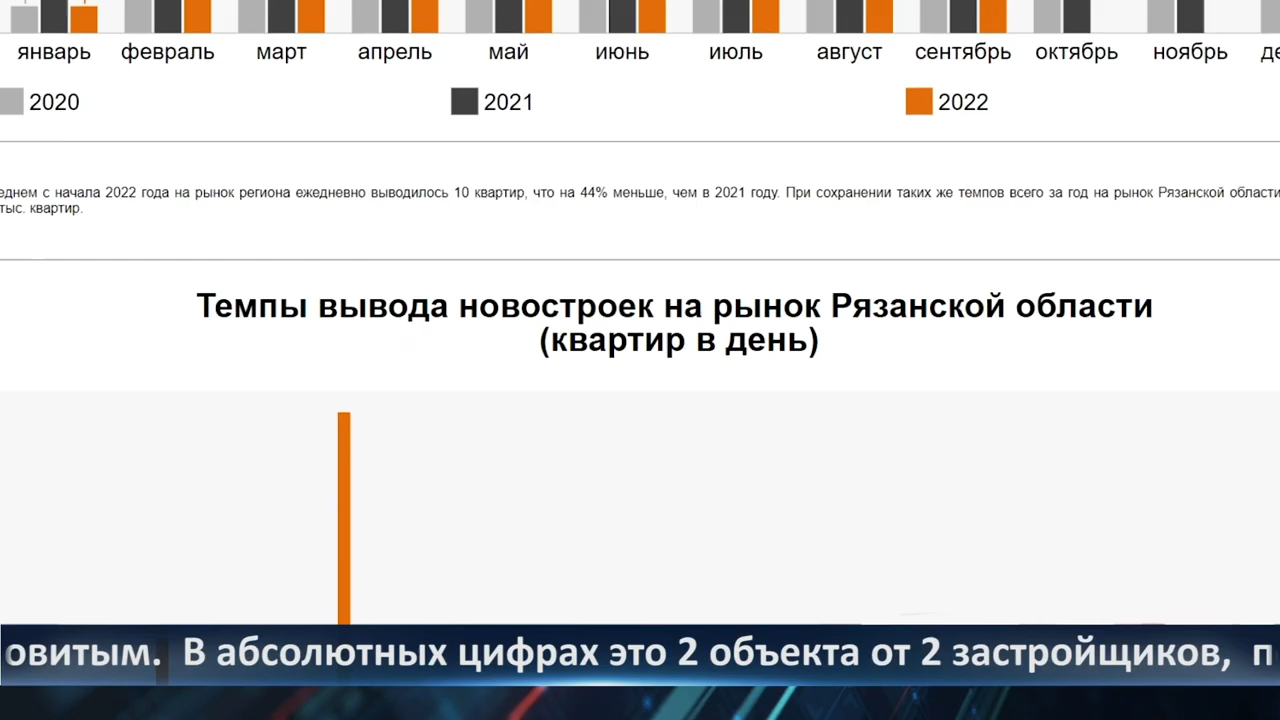 январь февраль март апрель май июнь июль август сентябрь октябрь ноябрь
2020 2021 2022
с начала 2022 года на рынок региона ежедневно выводилось 10 квартир, что на 44% меньше, чем в 2021 году. При сохранении таких же темпов всего за год на рынок Рязанской области
тыс. квартир.
Темпы вывода новостроек на рынок Рязанской области
(квартир в день)
овитым. В абсолютных цифрах это 2 объекта от 2 застройщиков, п